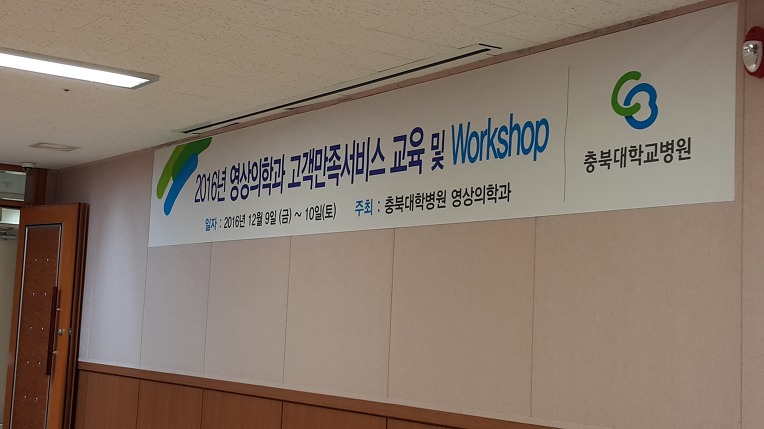 2016년 영상의학과 고객만족서비스 교육 및 Workshop
일자 : 2016년 12월 9일 (금) ~ 10일(토) 주최 : 충북대학병원 영상의학과
충북대학교병원